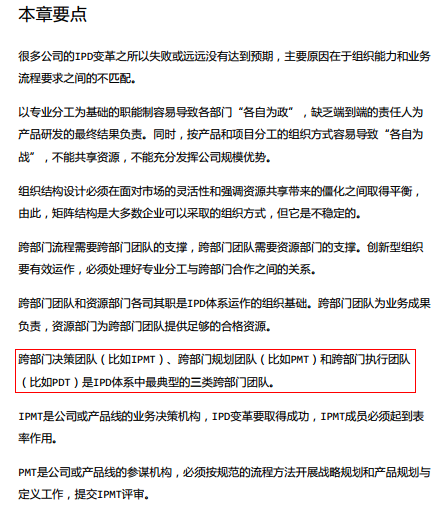 本章要点
很多公司的IPD变革之所以失败或远远没有达到预期，主要原因在于组织能力和业务
流程要求之间的不匹配。
以专业分工为基础的职能制容易导致各部门“各自为政”，缺乏端到端的责任人为
产品研发的最终结果负责。同时，按产品和项目分工的组织方式容易导致“各自为
战”，不能共享资源，不能充分发挥公司规模优势。
组织结构设计必须在面对市场的灵活性和强调资源共享带来的僵化之间取得平衡，
由此，矩阵结构是大多数企业可以采取的组织方式，但它是不稳定的。
跨部门流程需要跨部门团队的支撑，跨部门团队需要资源部门的支撑。创新型组织
要有效运作，必须处理好专业分工与跨部门合作之间的关系。
跨部门团队和资源部门各司其职是IPD体系运作的组织基础。跨部门团队为业务成果
负责，资源部门为跨部门团队提供足够的合格资源。
跨部门决策团队（比如IPMT）、跨部门规划团队（比如PMT）和跨部门执行团队
（比如PDT）是IPD体系中最典型的三类跨部门团队。
IPMT是公司或产品线的业务决策机构，IPD变革要取得成功，IPMT成员必须起到表
率作用。
PMT是公司或产品线的参谋机构，必须按规范的流程方法开展战略规划和产品规划与
定义工作，提交IPMT评审。